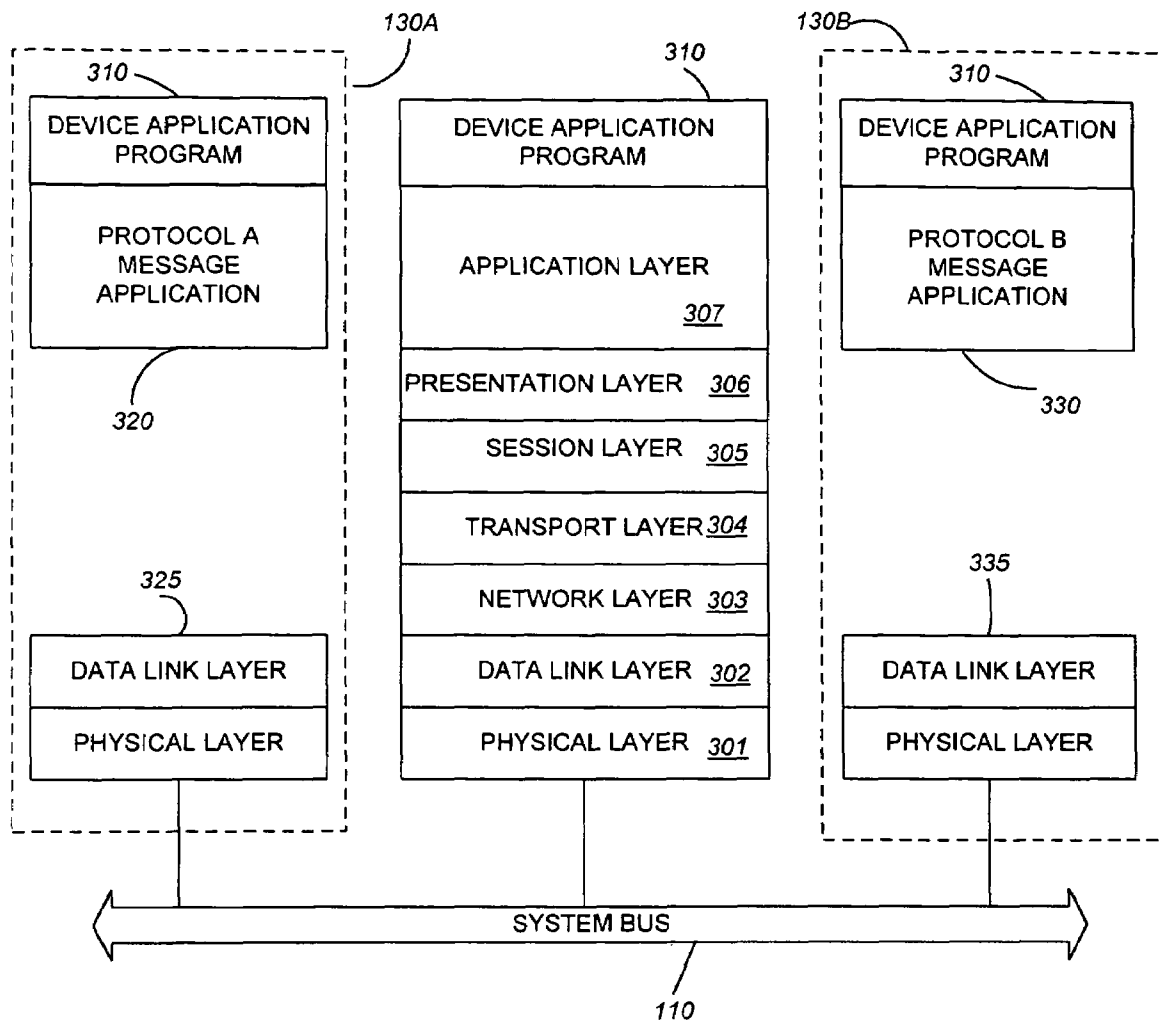 130A
310
DEVICE APPLICATION
PROGRAM
PROTOCOL A
MESSAGE
APPLICATION
320
325
DATA LINK LAYER
PHYSICAL LAYER
310
DEVICE APPLICATION
PROGRAM
APPLICATION LAYER
307
PRESENTATION LAYER 306
SESSION LAYER 305
TRANSPORT LAYER 304
NETWORK LAYER 303
DATA LINK LAYER 302
PHYSICAL LAYER 301
130B
310
DEVICE APPLICATION
PROGRAM
PROTOCOL B
MESSAGE
APPLICATION
330
335
DATA LINK LAYER
PHYSICAL LAYER
SYSTEM BUS
110